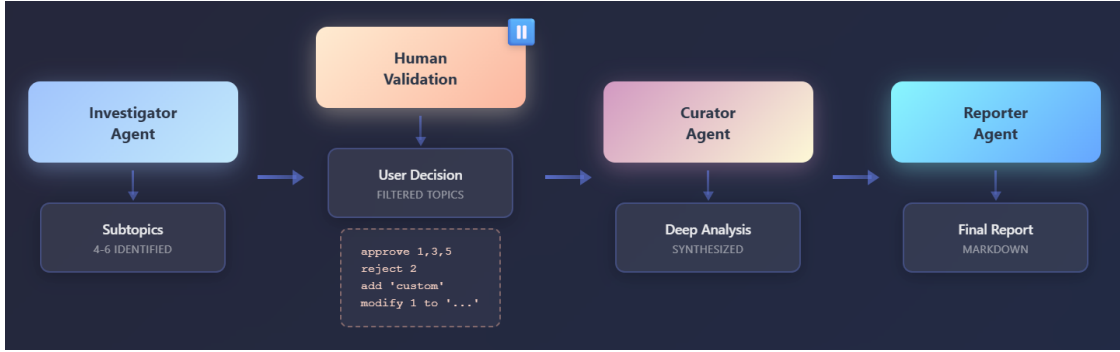 Investigator
Agent
Subtopics
4-6 IDENTIFIED
Human
Validation
User Decision
FILTERED TOPICS
approve 1,3,5
reject 2
add 'custom'
modify 1 to '...'
Curator
Agent
Deep Analysis
SYNTHESIZED
Reporter
Agent
Final Report
MARKDOWN